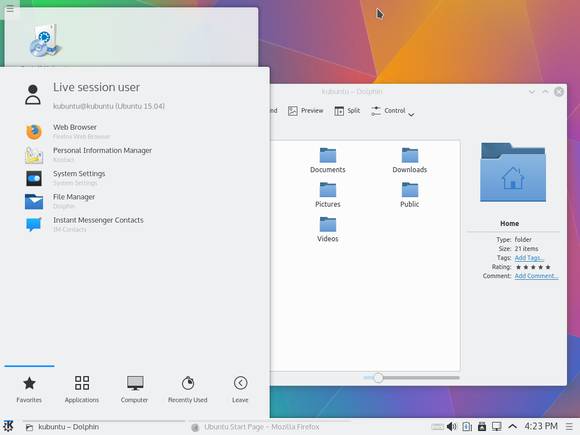 Live session user
kubuntu@kubuntu (Ubuntu 15.04)
Web Browser
Firefox Web Browser
Personal Information Manager
Kontact
System Settings
System Settings
File Manager
Dolphin
Instant Messenger Contacts
IM-Contacts
Favorites
Applications
Computer
Recently Used
Leave
kubuntu – Dolphin
nd
Preview
Split
Control
Documents
Downloads
Pictures
Public
Videos
Home
Type: folder
Size: 21 items
Tags: Add Tags...
Rating:
Comment: Add Comment...
kubuntu – Dolphin
Ubuntu Start Page – Mozilla Firefox
4:23 PM